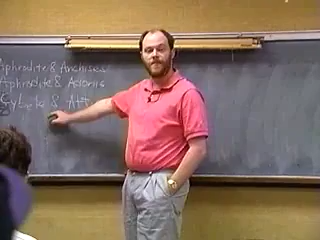 Aphrodite & Anchises
Aphrodite & Adonis
Cybele & Attis